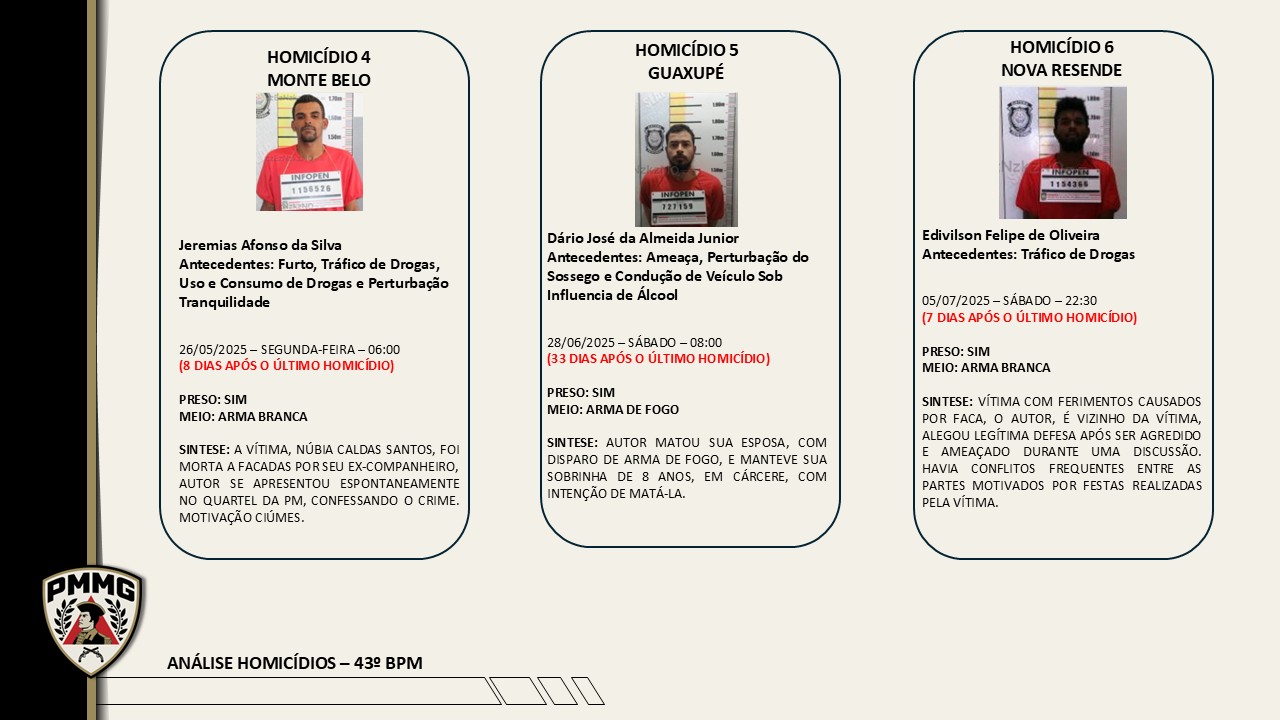 HOMICÍDIO 4
MONTE BELO
INFOPEN
1156526
Jeremias Afonso da Silva
Antecedentes: Furto, Tráfico de Drogas,
Uso e Consumo de Drogas e Perturbação
Tranquilidade
26/05/2025 – SEGUNDA-FEIRA – 06:00
(8 DIAS APÓS O ÚLTIMO HOMICÍDIO)
PRESO: SIM
MEIO: ARMA BRANCA
SINTESE: A VÍTIMA, NÚBIA CALDAS SANTOS, FOI
MORTA A FACADAS POR SEU EX-COMPANHEIRO,
AUTOR SE APRESENTOU ESPONTANEAMENTE
NO QUARTEL DA PM, CONFESSANDO O CRIME.
MOTIVAÇÃO CIÚMES.
HOMICÍDIO 5
GUAXUPÉ
INFOPEN
727159
Dário José da Almeida Junior
Antecedentes: Ameaça, Perturbação do
Sossego e Condução de Veículo Sob
Influencia de Álcool
28/06/2025 – SÁBADO – 08:00
(33 DIAS APÓS O ÚLTIMO HOMICÍDIO)
PRESO: SIM
MEIO: ARMA DE FOGO
SINTESE: AUTOR MATOU SUA ESPOSA, COM
DISPARO DE ARMA DE FOGO, E MANTEVE SUA
SOBRINHA DE 8 ANOS, EM CÁRCERE, COM
INTENÇÃO DE MATÁ-LA.
HOMICÍDIO 6
NOVA RESENDE
INFOPEN
1154366
Edivilson Felipe de Oliveira
Antecedentes: Tráfico de Drogas
05/07/2025 – SÁBADO – 22:30
(7 DIAS APÓS O ÚLTIMO HOMICÍDIO)
PRESO: SIM
MEIO: ARMA BRANCA
SINTESE: VÍTIMA COM FERIMENTOS CAUSADOS
POR FACA, O AUTOR, É VIZINHO DA VÍTIMA,
ALEGOU LEGÍTIMA DEFESA APÓS SER AGREDIDO
E AMEAÇADO DURANTE UMA DISCUSSÃO.
HAVIA CONFLITOS FREQUENTES ENTRE AS
PARTES MOTIVADOS POR FESTAS REALIZADAS
PELA VÍTIMA.
PMMG
ANÁLISE HOMICÍDIOS – 43º BPM